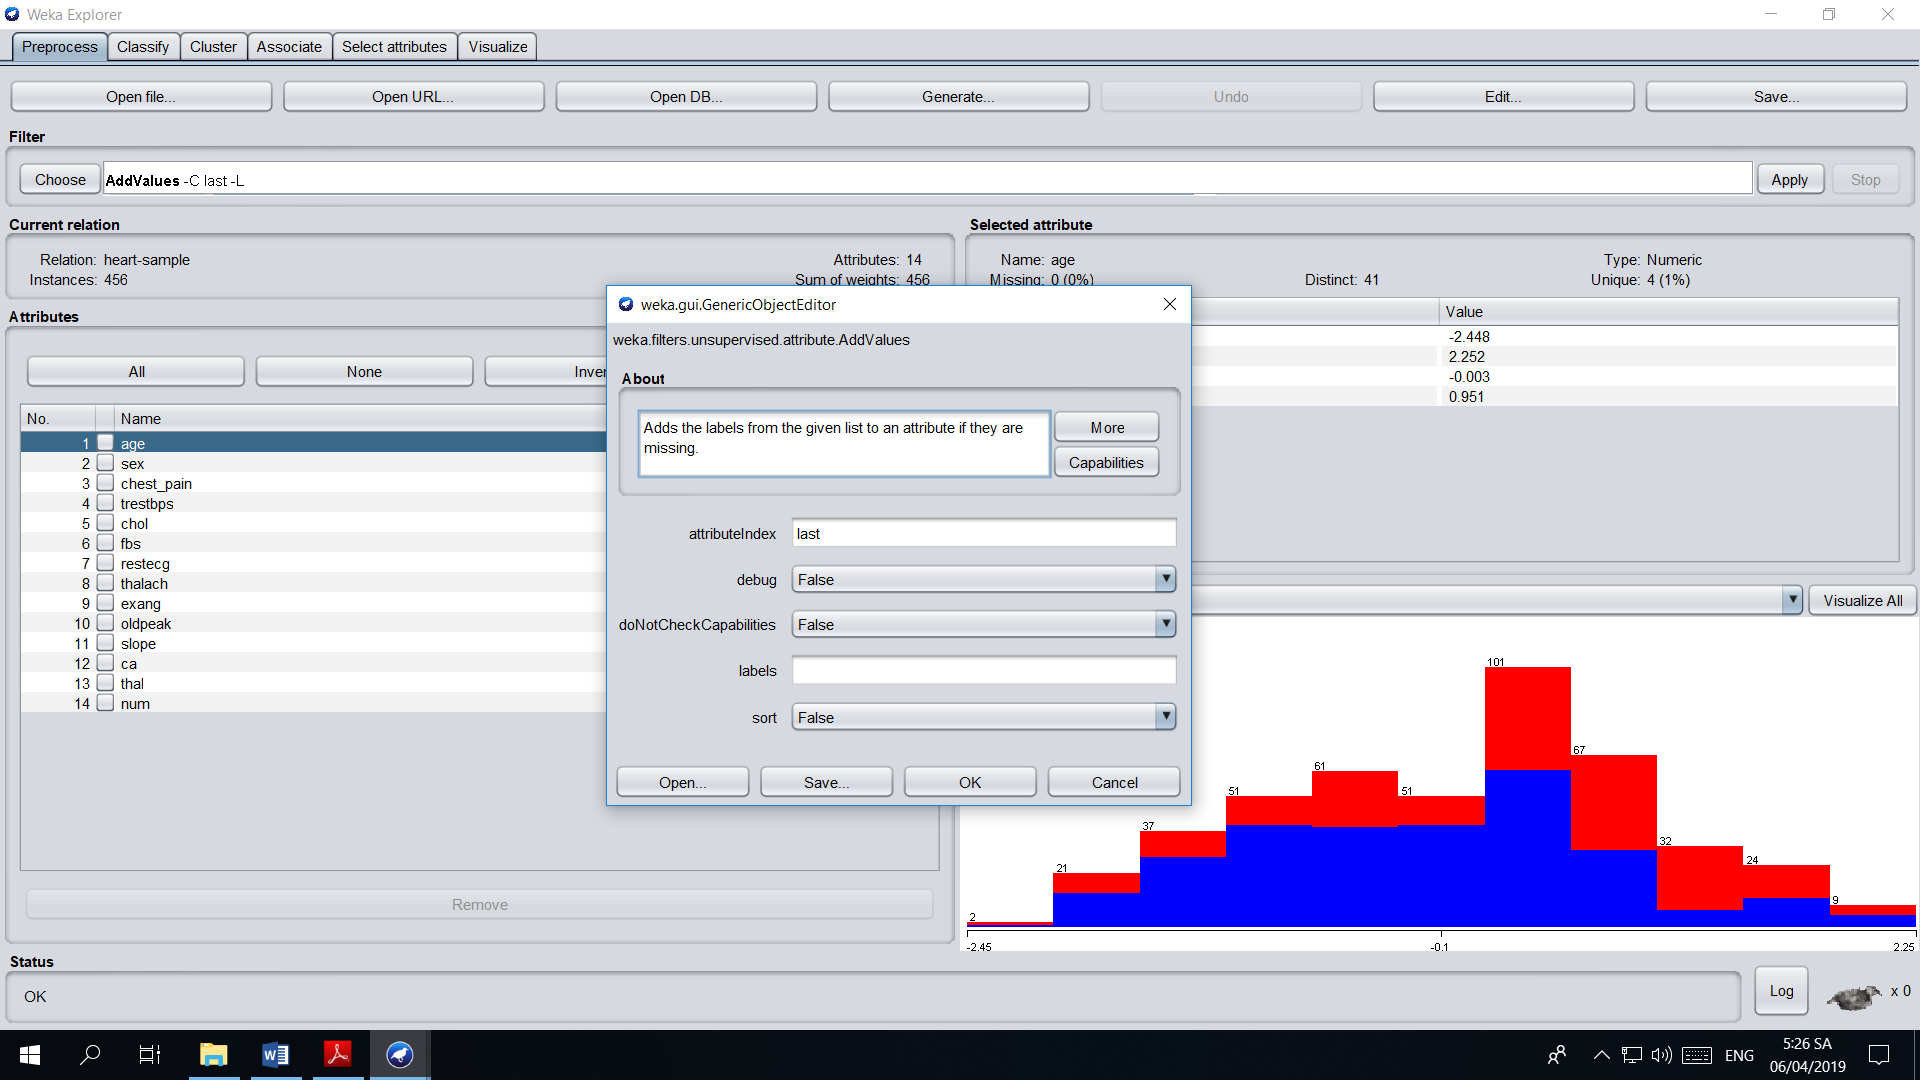 Weka Explorer
Preprocess Classify Cluster Associate Select attributes Visualize
Open file... Open URL... Open DB... Generate... Undo Edit... Save...
Filter
Choose AddValues -C last -L Apply Stop
Current relation
Relation: heart-sample Attributes: 14
Instances: 456 Sum of weights: 456
Selected attribute
Name: age Type: Numeric
Missing: 0 (0%) Distinct: 41 Unique: 4 (1%)
Value
-2.448
2.252
-0.003
0.951
Attributes
All None Inver
No. Name
1 age
2 sex
3 chest_pain
4 trestbps
5 chol
6 fbs
7 restecg
8 thalach
9 exang
10 oldpeak
11 slope
12 ca
13 thal
14 num
Remove
weka.gui.GenericObjectEditor
weka.filters.unsupervised.attribute.AddValues
About
Adds the labels from the given list to an attribute if they are
missing.
More
Capabilities
attributeIndex last
debug False
doNotCheckCapabilities False
labels
sort False
Open... Save... OK Cancel
Visualize All
2 21 37 51 61 51 101 67 32 24 9
-2.45 -0.1 2.25
Status
OK
Log x 0
ENG
5:26 SA
06/04/2019